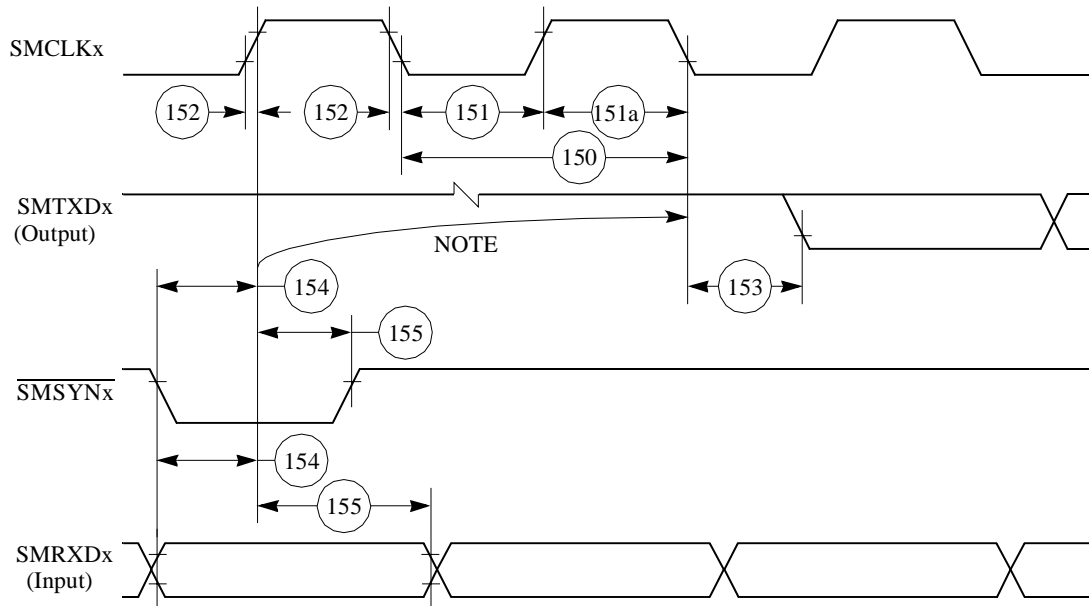 SMCLKx
152
152
151
151a
150
SMTXDx
(Output)
NOTE
154
153
155
SMSYNx
154
155
SMRXDx
(Input)